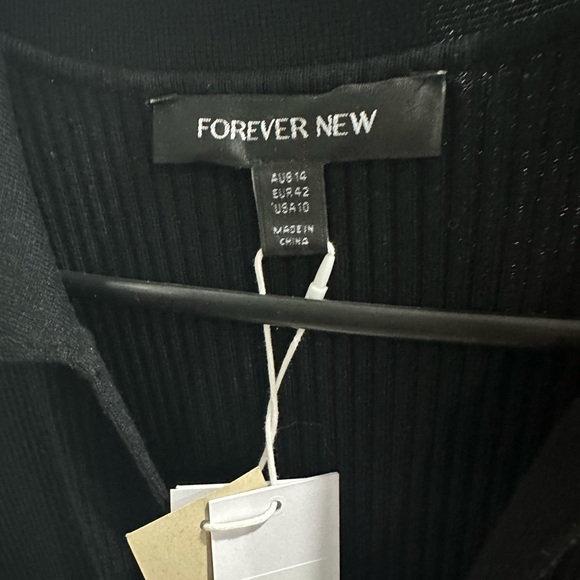 FOREVER NEW
AUS14
EUR42
USA10
MADE IN
CHINA